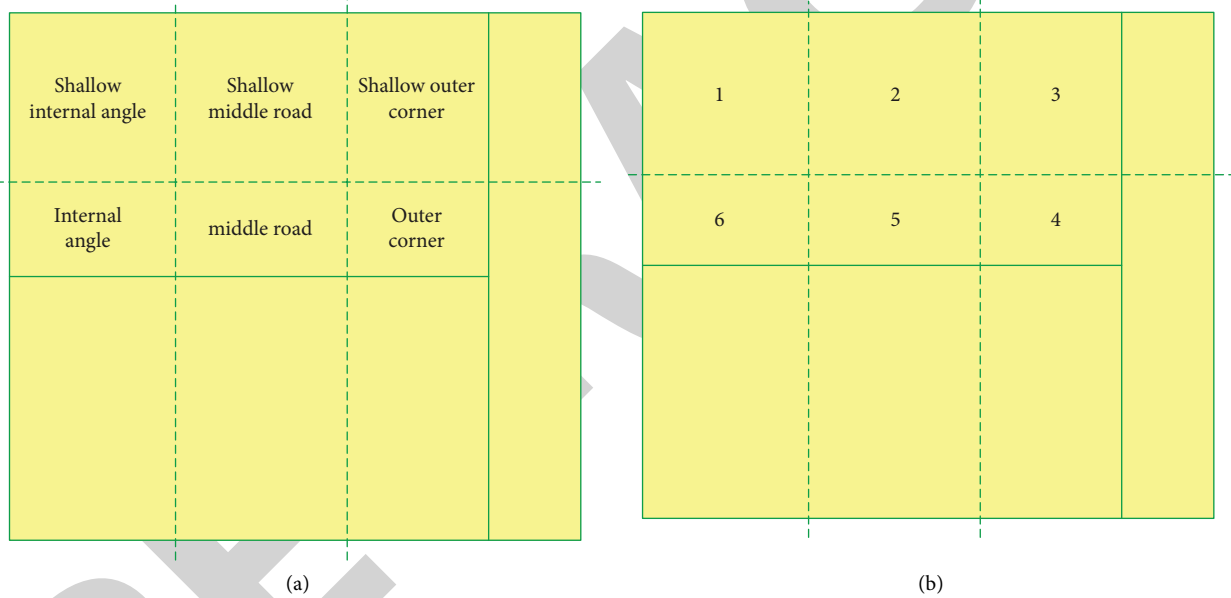 Shallow
internal angle
Shallow
middle road
Shallow outer
corner
Internal
angle
middle road
Outer
corner
(a)
1
2
3
6
5
4
(b)